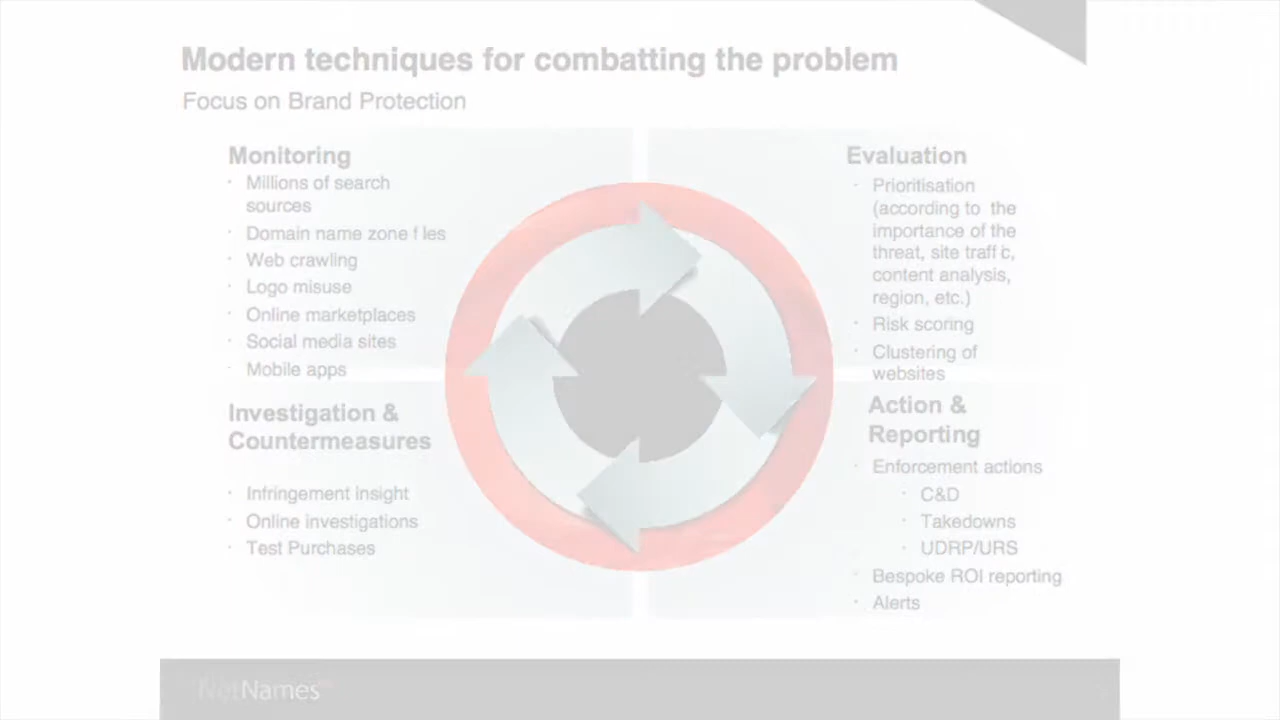 Modern techniques for combatting the problem
Focus on Brand Protection
Monitoring
· Millions of search
sources
· Domain name zone f les
· Web crawling
· Logo misuse
· Online marketplaces
· Social media sites
· Mobile apps
Investigation &
Countermeasures
· Infringement insight
· Online investigations
· Test Purchases
Evaluation
· Prioritisation
(according to the
importance of the
threat, site traff c,
content analysis,
region, etc.)
· Risk scoring
· Clustering of
websites
Action &
Reporting
· Enforcement actions
· C&D
· Takedowns
· UDRP/URS
· Bespoke ROI reporting
· Alerts
NetNames